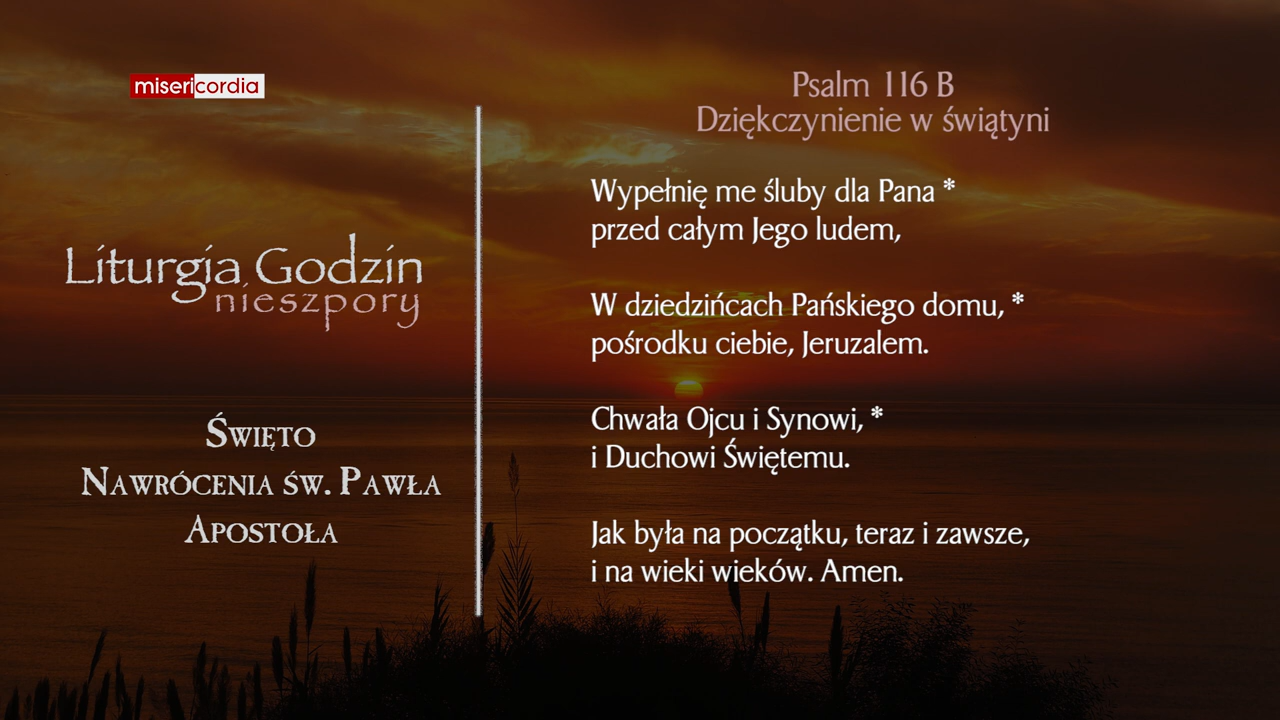 misericordia
Liturgia Godzin
nieszpory
Święto
Nawrócenia św. Pawła
Apostoła
Psalm 116 B
Dziękczynienie w świątyni
Wypełnię me śluby dla Pana *
przed całym Jego ludem,
W dziedzińcach Pańskiego domu, *
pośrodku ciebie, Jeruzalem.
Chwała Ojcu i Synowi, *
i Duchowi Świętemu.
Jak była na początku, teraz i zawsze,
i na wieki wieków. Amen.